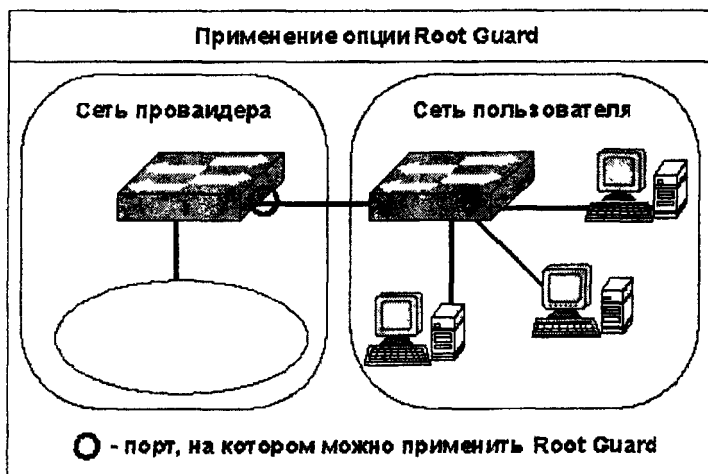 Применение опции Root Guard
Сеть провайдера
Сеть пользователя
- порт, на котором можно применить Root Guard